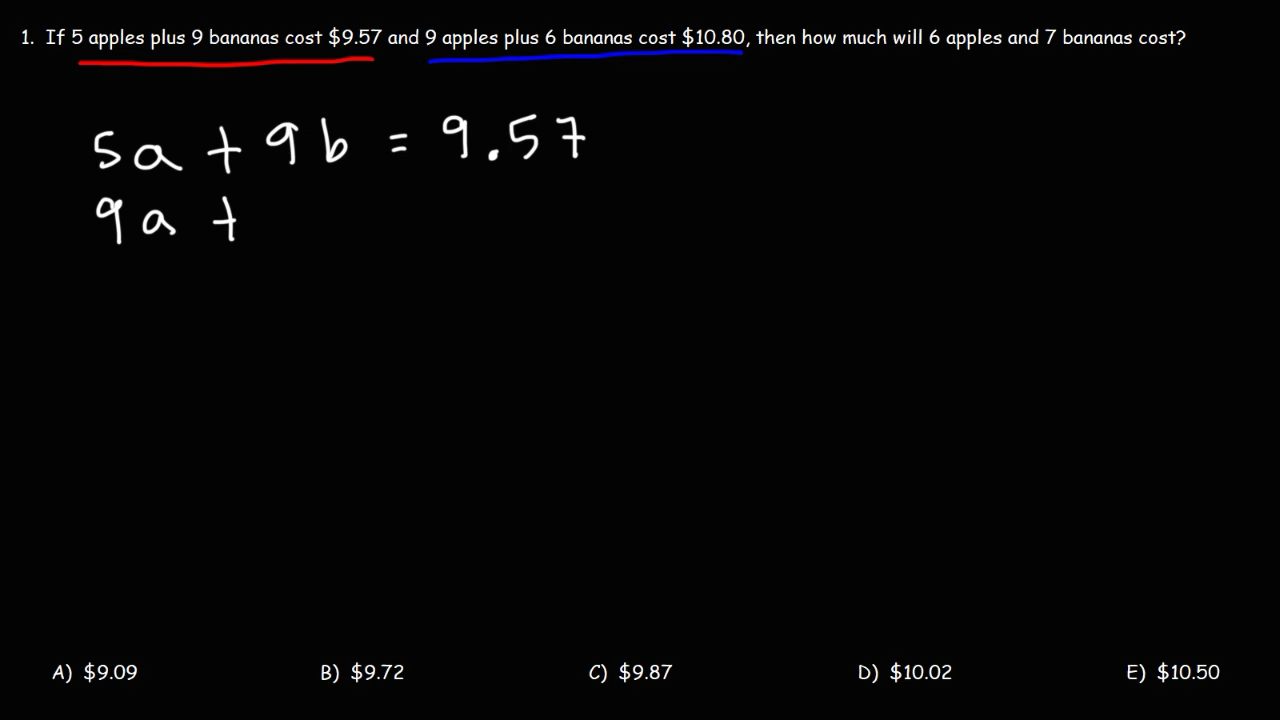 1. If 5 apples plus 9 bananas cost $9.57 and 9 apples plus 6 bananas cost $10.80, then how much will 6 apples and 7 bananas cost?
5a + 9b = 9.57
9a +
A) $9.09 B) $9.72 C) $9.87 D) $10.02 E) $10.50